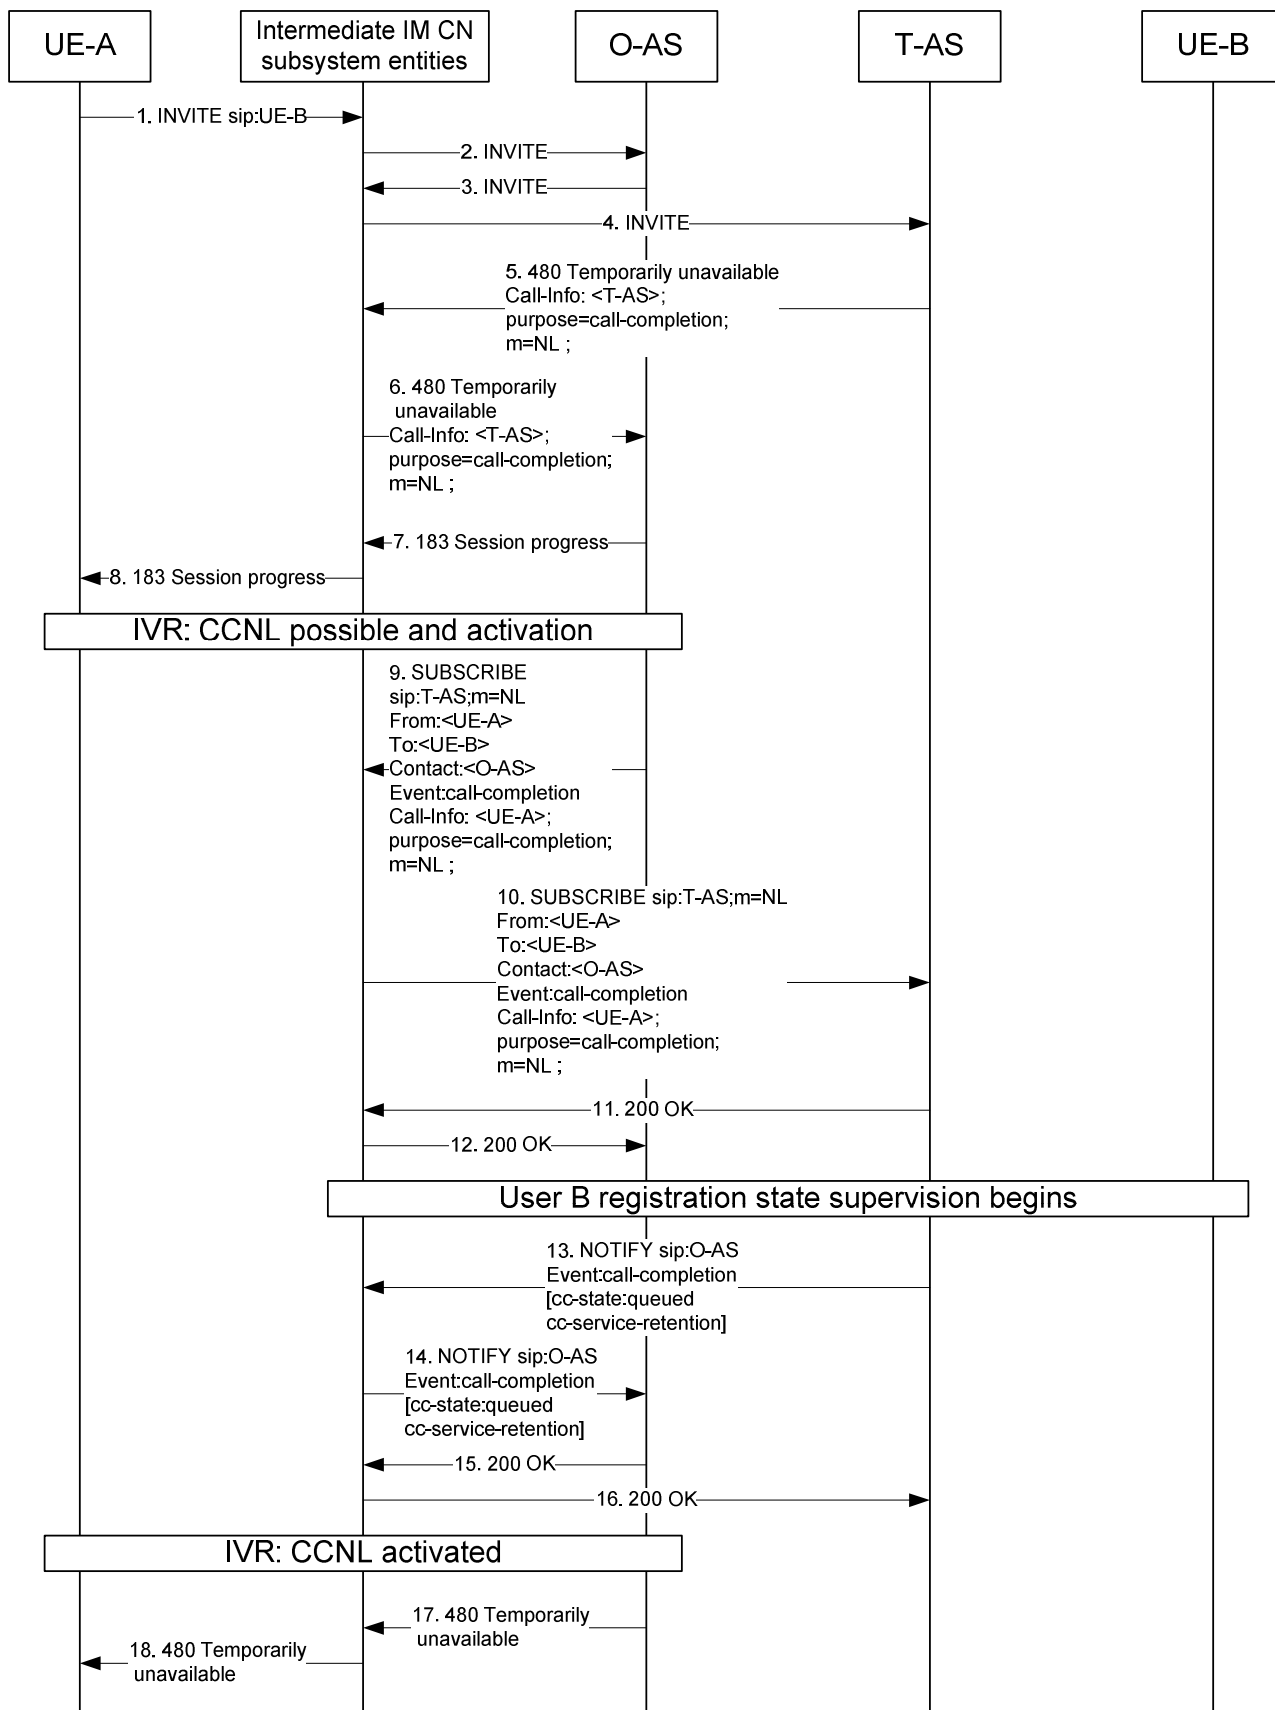 UE-A
Intermediate IM CN
subsystem entities
O-AS
T-AS
UE-B
1. INVITE sip:UE-B
2. INVITE
3. INVITE
4. INVITE
5. 480 Temporarily unavailable
Call-Info: <T-AS>;
purpose=call-completion;
m=NL ;
6. 480 Temporarily
unavailable
Call-Info: <T-AS>;
purpose=call-completion;
m=NL ;
7. 183 Session progress
8. 183 Session progress
IVR: CCNL possible and activation
9. SUBSCRIBE
sip:T-AS;m=NL
From:<UE-A>
To:<UE-B>
Contact:<O-AS>
Event:call-completion
Call-Info: <UE-A>;
purpose=call-completion;
m=NL ;
10. SUBSCRIBE sip:T-AS;m=NL
From:<UE-A>
To:<UE-B>
Contact:<O-AS>
Event:call-completion
Call-Info: <UE-A>;
purpose=call-completion;
m=NL ;
11. 200 OK
12. 200 OK
User B registration state supervision begins
13. NOTIFY sip:O-AS
Event:call-completion
[cc-state:queued
cc-service-retention]
14. NOTIFY sip:O-AS
Event:call-completion
[cc-state:queued
cc-service-retention]
15. 200 OK
16. 200 OK
IVR: CCNL activated
17. 480 Temporarily
unavailable
18. 480 Temporarily
unavailable